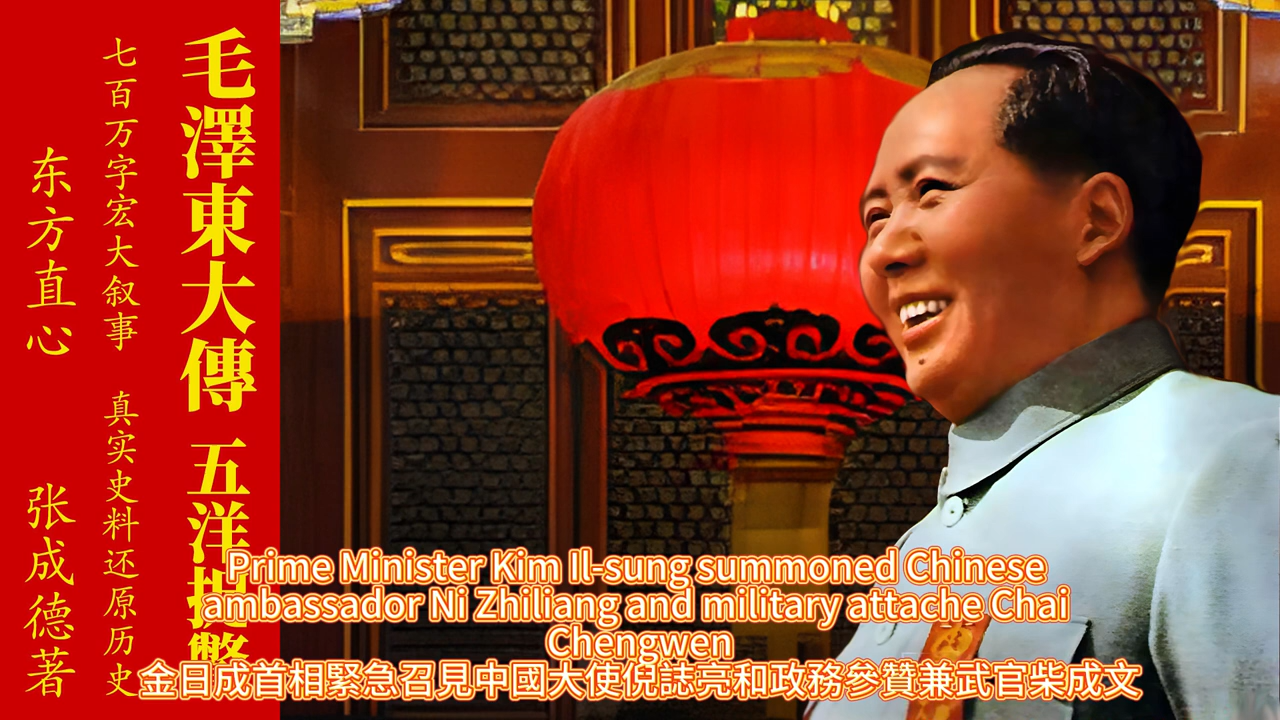 毛澤東大傳 五洋
七百万字宏大叙事 真实史料还原历史
东方直心 张成德著
Prime Minister Kim Il-sung summoned Chinese
ambassador Ni Zhiliang and military attache Chai
Chengwen
金日成首相緊急召見中國大使倪誌亮和政務參贊兼武官柴成文